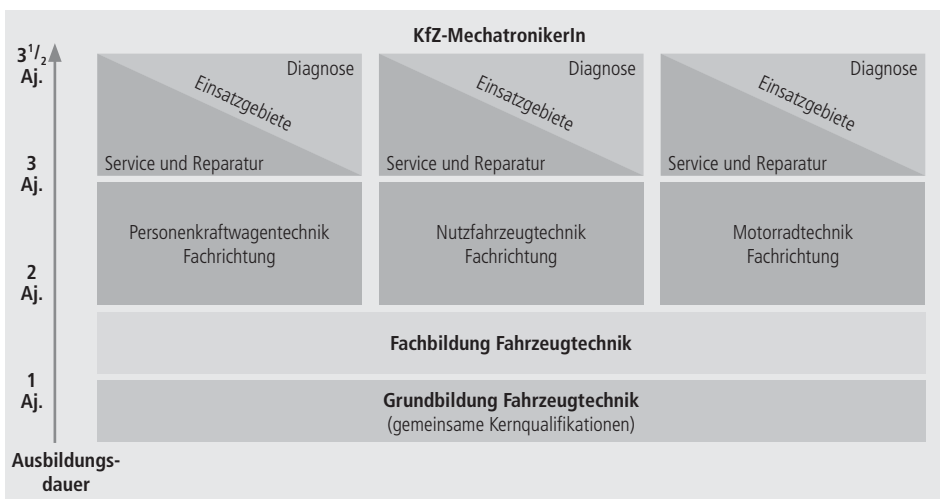 KfZ-MechatronikerIn
3 1/2
Aj.
Diagnose
Einsatzgebiete
Service und Reparatur
Diagnose
Einsatzgebiete
Service und Reparatur
Diagnose
Einsatzgebiete
Service und Reparatur
3
Aj.
Personenkraftwagentechnik
Fachrichtung
Nutzfahrzeugtechnik
Fachrichtung
Motorradtechnik
Fachrichtung
2
Aj.
Fachbildung Fahrzeugtechnik
1
Aj.
Grundbildung Fahrzeugtechnik
(gemeinsame Kernqualifikationen)
Ausbildungs-
dauer